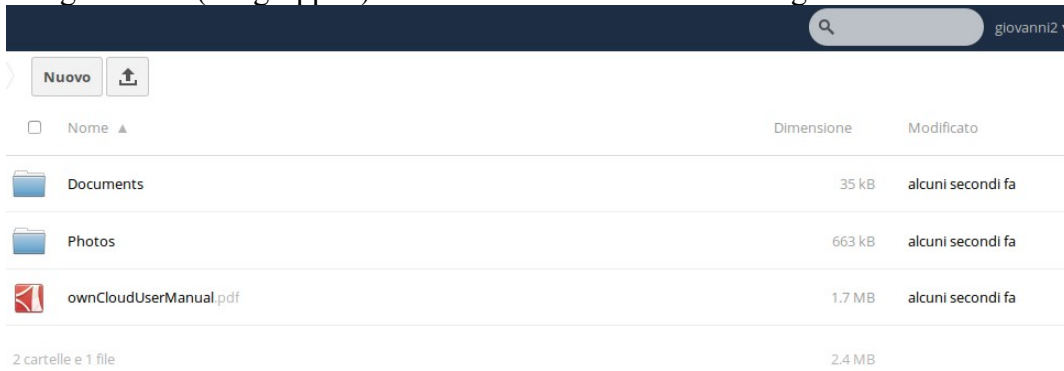 giovanni2
Nuovo
Nome ▲ Dimensione Modificato
Documents 35 kB alcuni secondi fa
Photos 663 kB alcuni secondi fa
ownCloudUserManual.pdf 1.7 MB alcuni secondi fa
2 cartelle e 1 file 2.4 MB